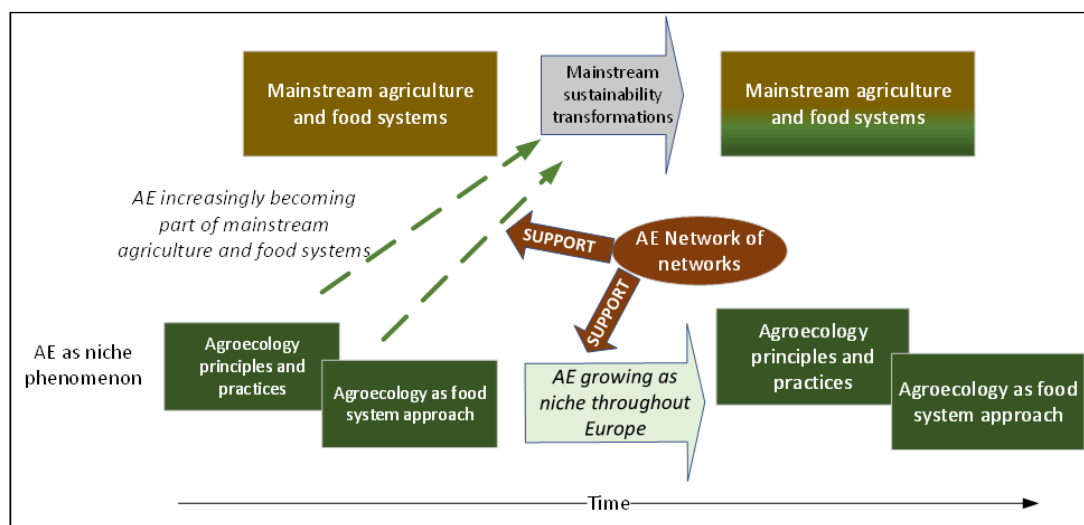 Mainstream agriculture
and food systems
Mainstream
sustainability
transformations
Mainstream agriculture
and food systems
AE increasingly becoming
part of mainstream
agriculture and food systems
SUPPORT
AE Network of
networks
SUPPORT
AE as niche
phenomenon
Agroecology
principles and
practices
Agroecology as food
system approach
AE growing as
niche throughout
Europe
Agroecology
principles and
practices
Agroecology as food
system approach
Time